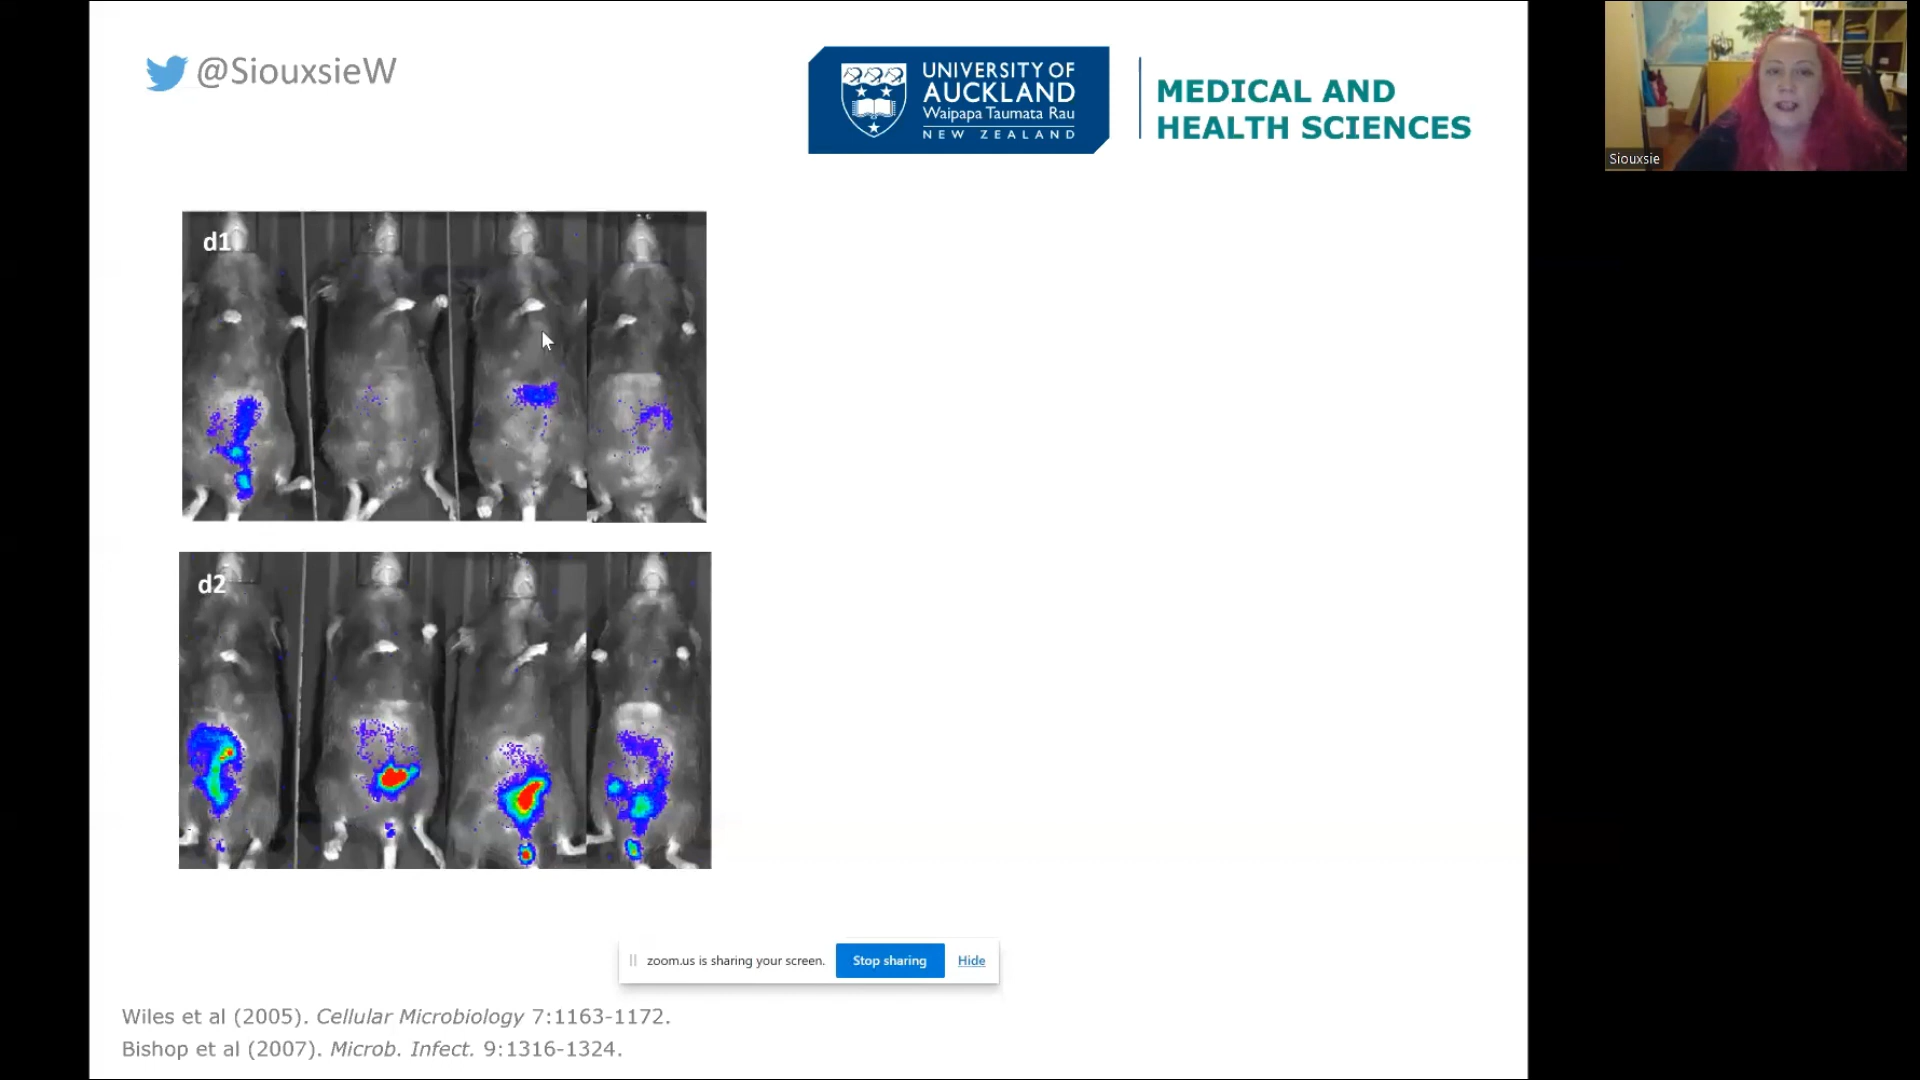 @SiouxsieW
UNIVERSITY OF
AUCKLAND
Waipapa Taumata Rau
NEW ZEALAND
MEDICAL AND
HEALTH SCIENCES
Siouxsie
d1
d2
zoom.us is sharing your screen.
Stop sharing
Hide
Wiles et al (2005). Cellular Microbiology 7:1163-1172.
Bishop et al (2007). Microb. Infect. 9:1316-1324.